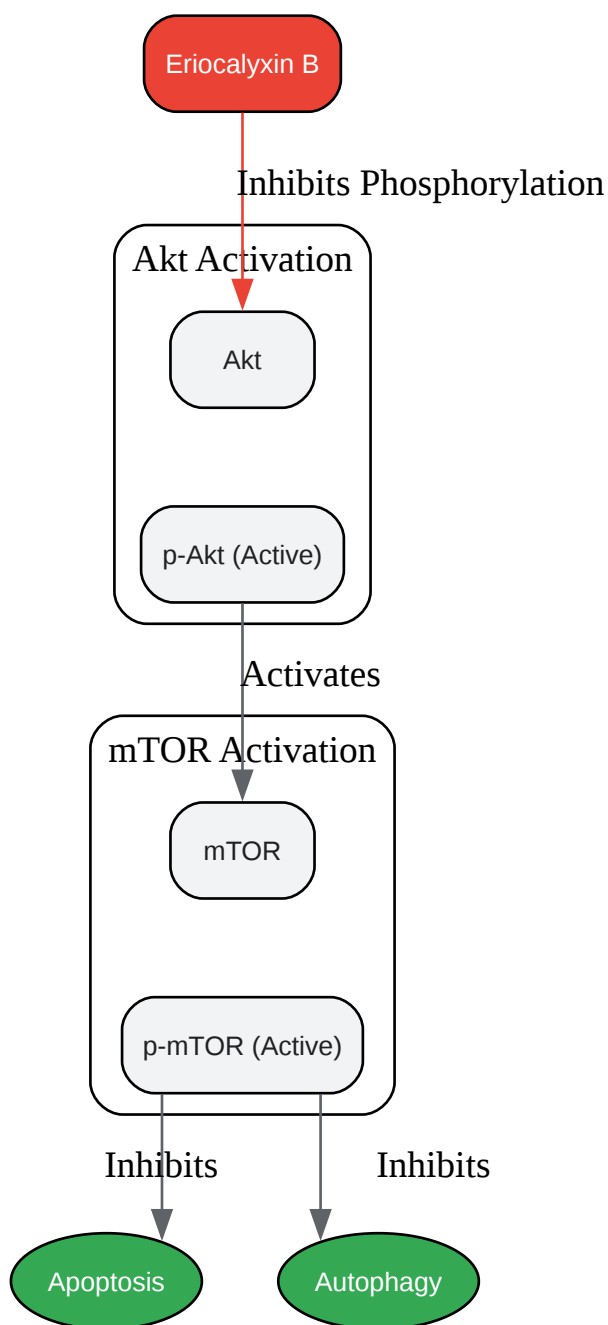 Eriocalyxin B
Inhibits Phosphorylation
Akt Activation
Akt
p-Akt (Active)
Activates
mTOR Activation
mTOR
p-mTOR (Active)
Inhibits
Inhibits
Apoptosis
Autophagy